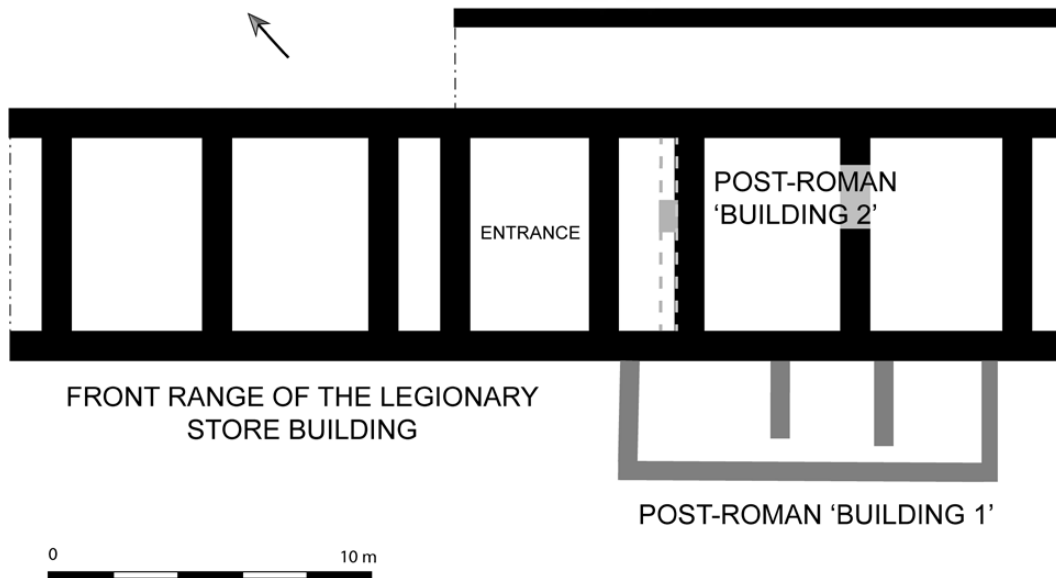 POST-ROMAN
‘BUILDING 2’
ENTRANCE
FRONT RANGE OF THE LEGIONARY
STORE BUILDING
POST-ROMAN ‘BUILDING 1’
0
10 m